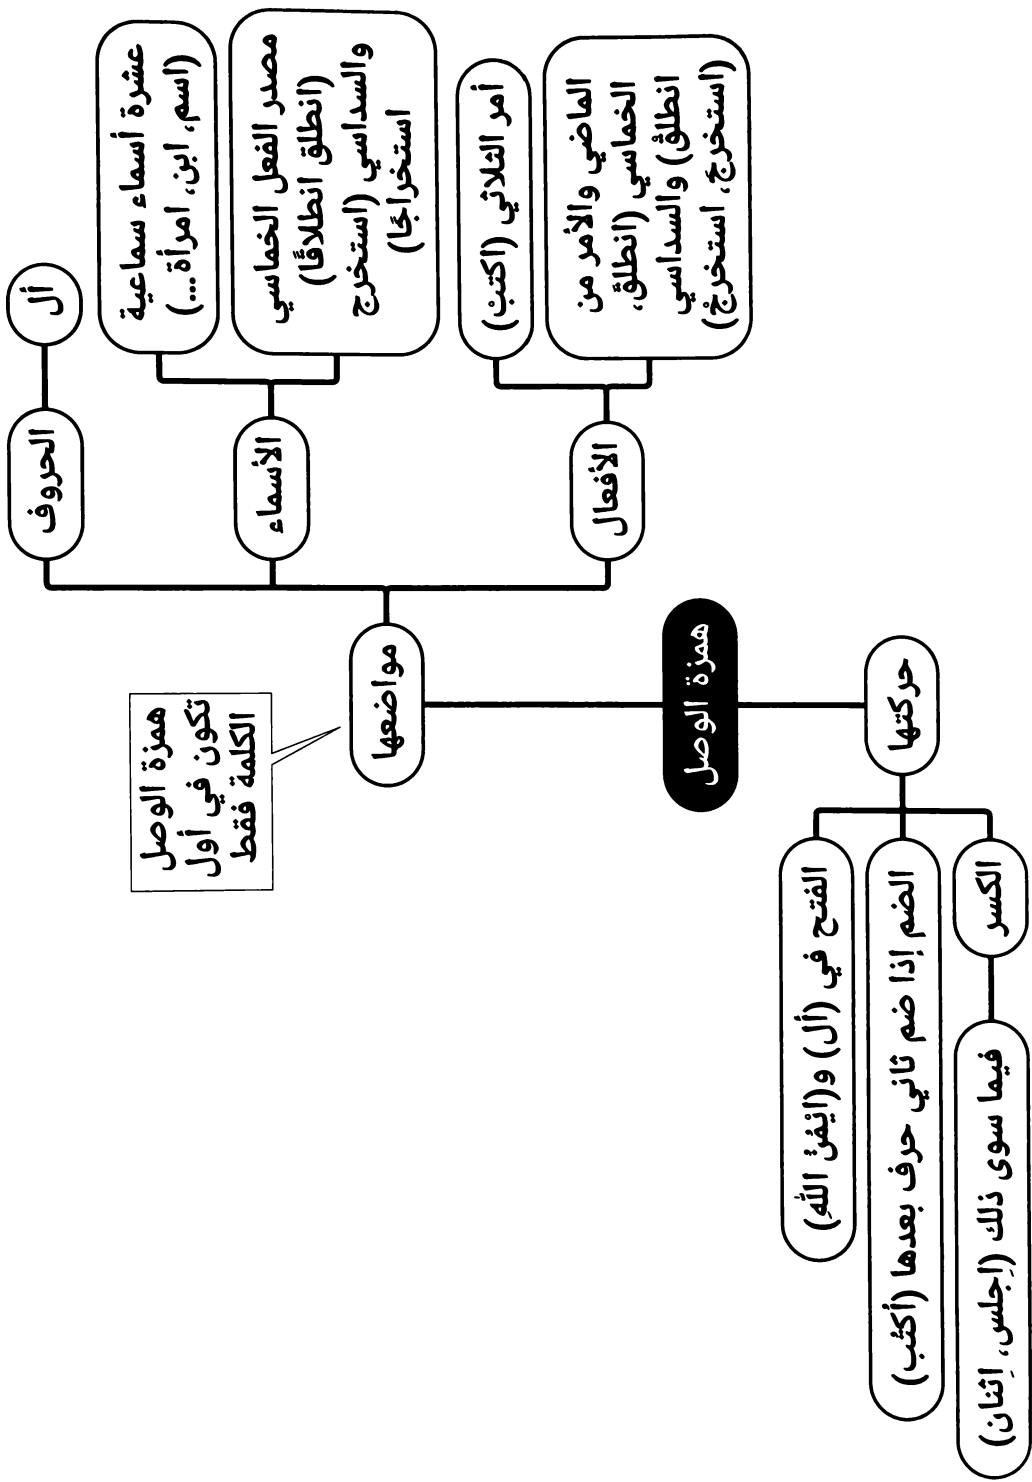 همزة الوصل
حركتها
الكسر
فيما سوى ذلك (اِجلس، اِثنان)
الضم إذا ضم ثاني حرف بعدها (اُكتُب)
الفتح في (أل) و(ايْمُنُ اللهِ)
مواضعها
همزة الوصل
تكون في أول
الكلمة فقط
الأفعال
الماضي والأمر من
الخماسي (انطلقَ،
انطلقْ) والسداسي
(استخرجَ، استخرجْ)
أمر الثلاثي (اكتبْ)
الأسماء
مصدر الفعل الخماسي
(انطلق انطلاقًا)
والسداسي (استخرج
استخراجًا)
عشرة أسماء سماعية
(اسم، ابن، امرأة...)
الحروف
أل